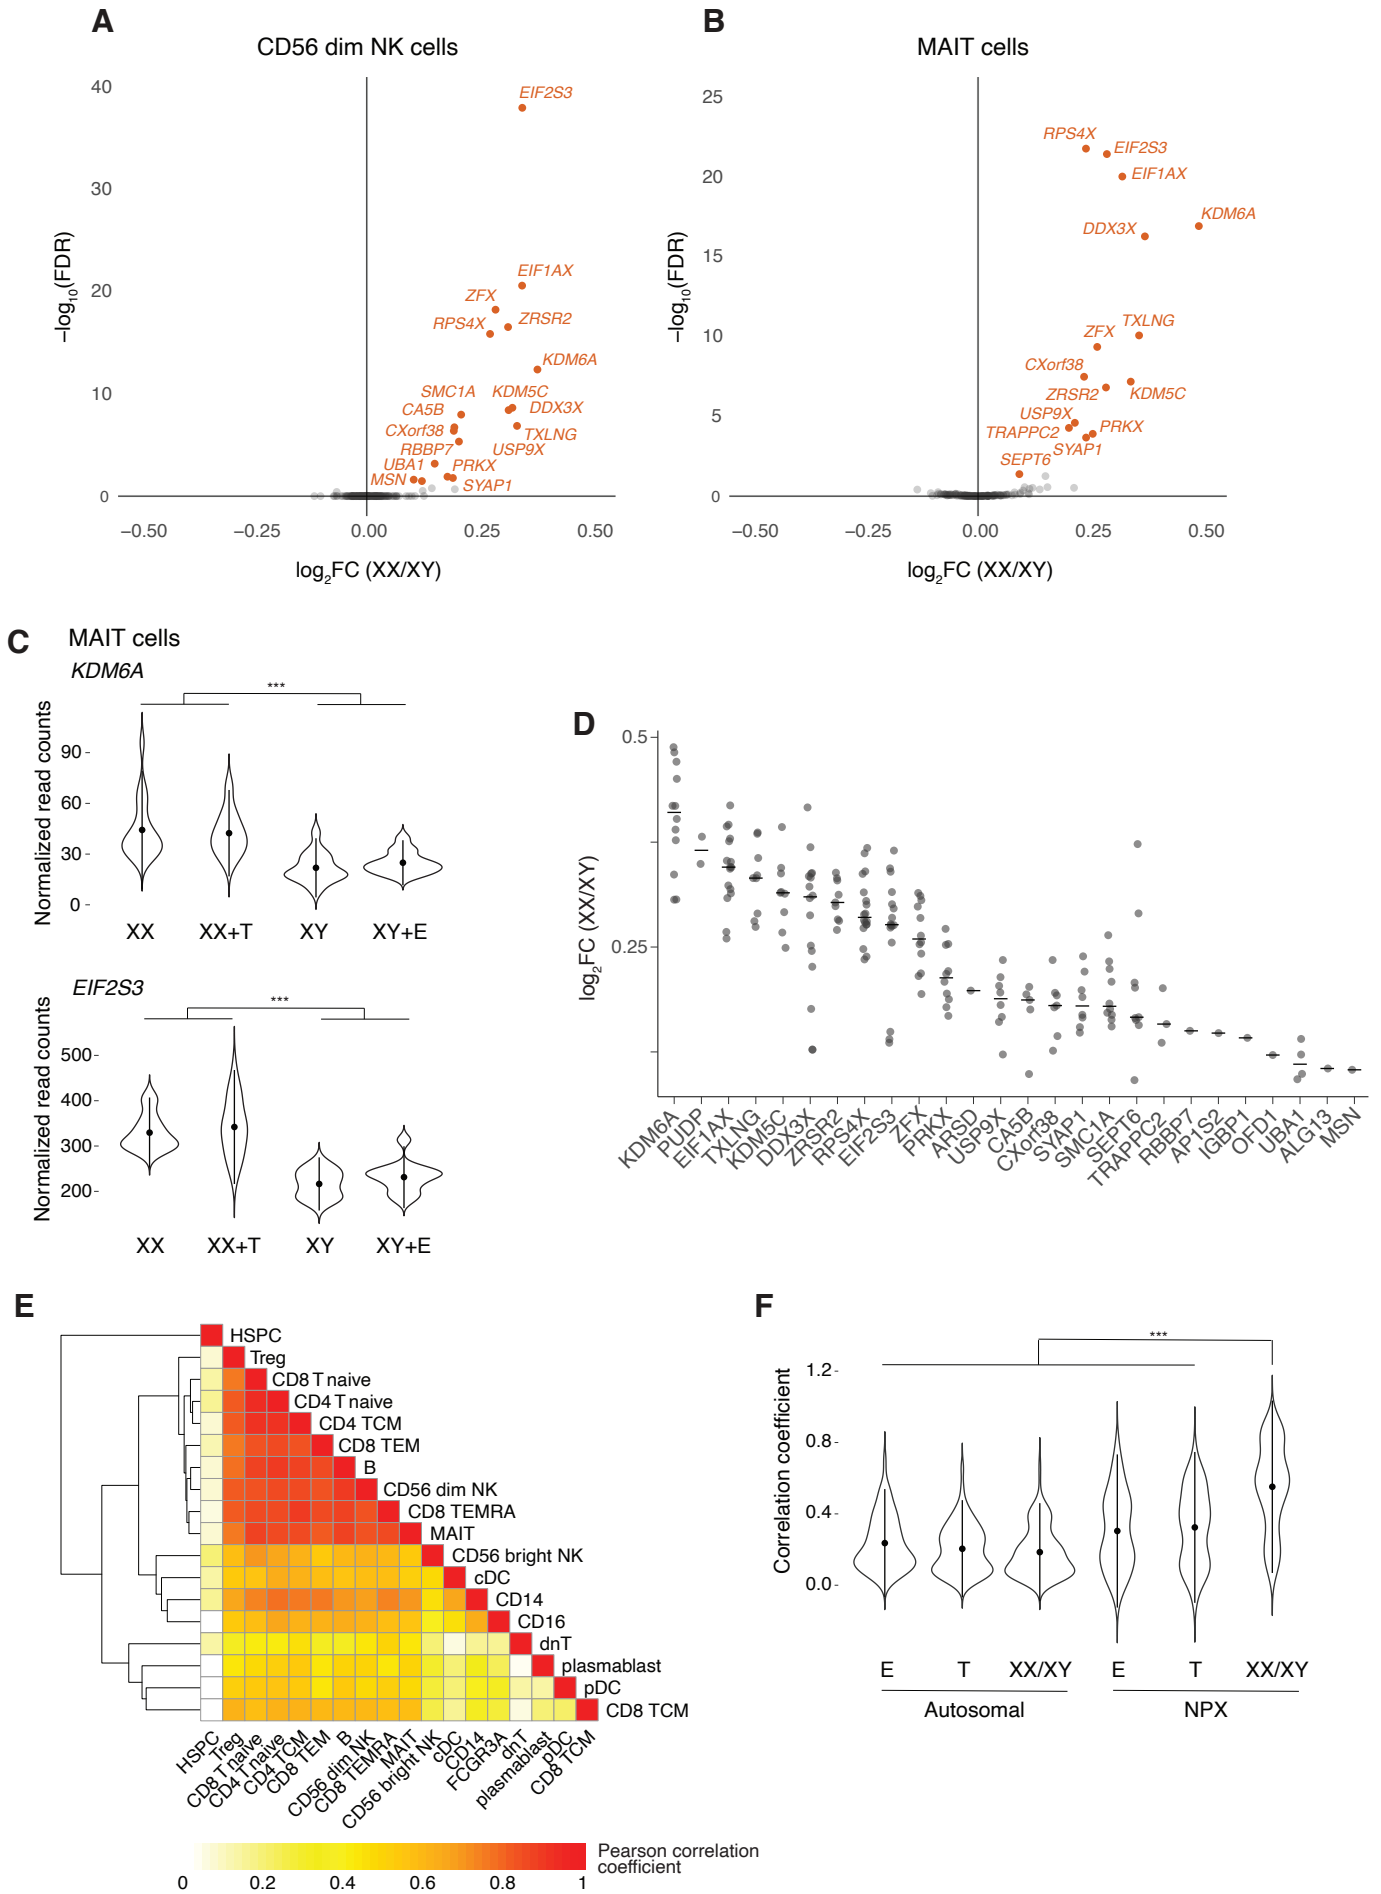 A
CD56 dim NK cells
40
30
20
10
0
−log10(FDR)
EIF2S3
EIF1AX
ZFX
ZRSR2
RPS4X
KDM6A
SMC1A
KDM5C
CA5B
DDX3X
CXorf38
TXLNG
RBBP7
USP9X
UBA1
PRKX
MSN
SYAP1
−0.50
−0.25
0.00
0.25
0.50
log2FC (XX/XY)
B
MAIT cells
25
20
15
10
5
0
−log10(FDR)
RPS4X
EIF2S3
EIF1AX
KDM6A
DDX3X
TXLNG
ZFX
CXorf38
ZRSR2
KDM5C
USP9X
TRAPPC2
PRKX
SYAP1
SEPT6
−0.50
−0.25
0.00
0.25
0.50
log2FC (XX/XY)
C
MAIT cells
KDM6A
***
Normalized read counts
90
60
30
0
XX
XX+T
XY
XY+E
EIF2S3
***
Normalized read counts
500
400
300
200
XX
XX+T
XY
XY+E
D
0.5
0.25
log2FC (XX/XY)
KDM6A
PUDP
EIF1AX
TXLNG
KDM5C
DDX3X
ZRSR2
RPS4X
EIF2S3
ZFX
PRKX
ARSD
USP9X
CA5B
CXorf38
SYAP1
SMC1A
SEPT6
TRAPPC2
RBBP7
AP1S2
IGBP1
OFD1
UBA1
ALG13
MSN
E
HSPC
Treg
CD8 T naive
CD4 T naive
CD4 TCM
CD8 TEM
B
CD56 dim NK
CD8 TEMRA
MAIT
CD56 bright NK
cDC
CD14
CD16
dnT
plasmablast
pDC
CD8 TCM
HSPC
Treg
CD8 T naive
CD4 T naive
CD4 TCM
CD8 TEM
B
CD56 dim NK
CD8 TEMRA
MAIT
CD56 bright NK
cDC
CD14
FCGR3A
dnT
plasmablast
pDC
CD8 TCM
Pearson correlation
coefficient
0
0.2
0.4
0.6
0.8
1
F
***
Correlation coefficient
1.2
0.8
0.4
0.0
E
T
XX/XY
E
T
XX/XY
Autosomal
NPX